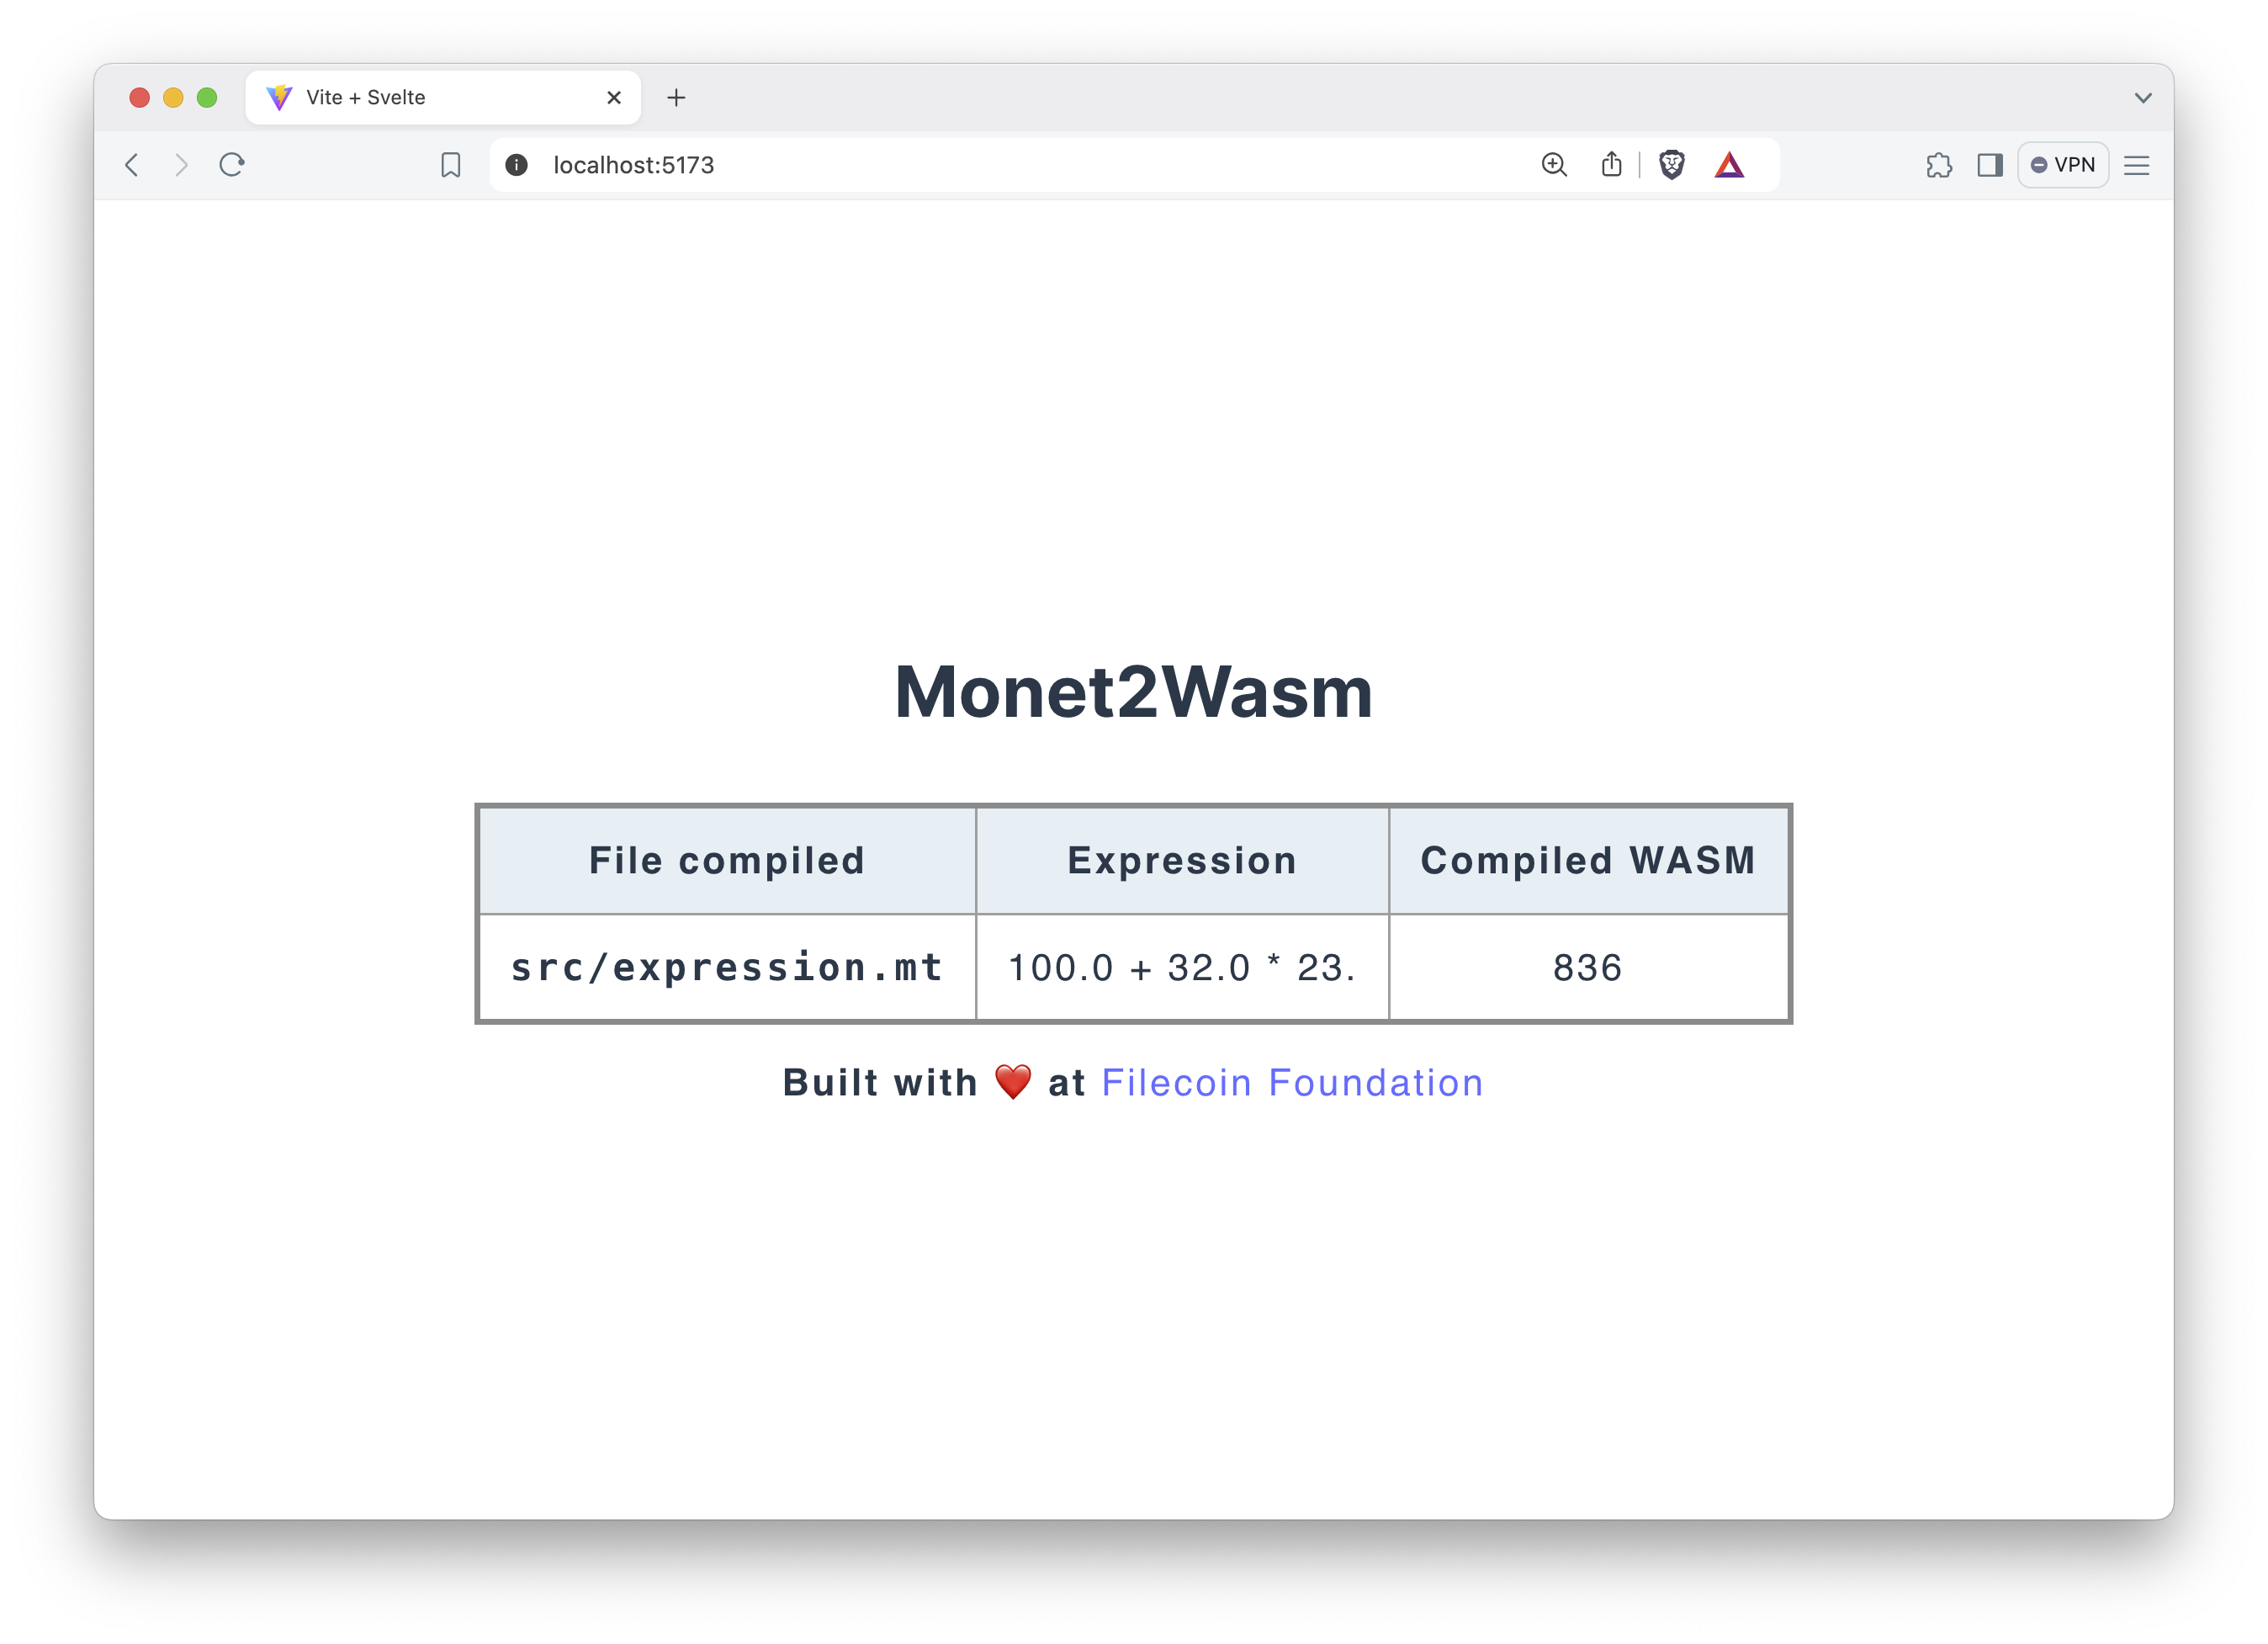 Vite + Svelte
localhost:5173
VPN
Monet2Wasm
File compiled Expression Compiled WASM
src/expression.mt 100.0 + 32.0 * 23. 836
Built with ❤️ at Filecoin Foundation